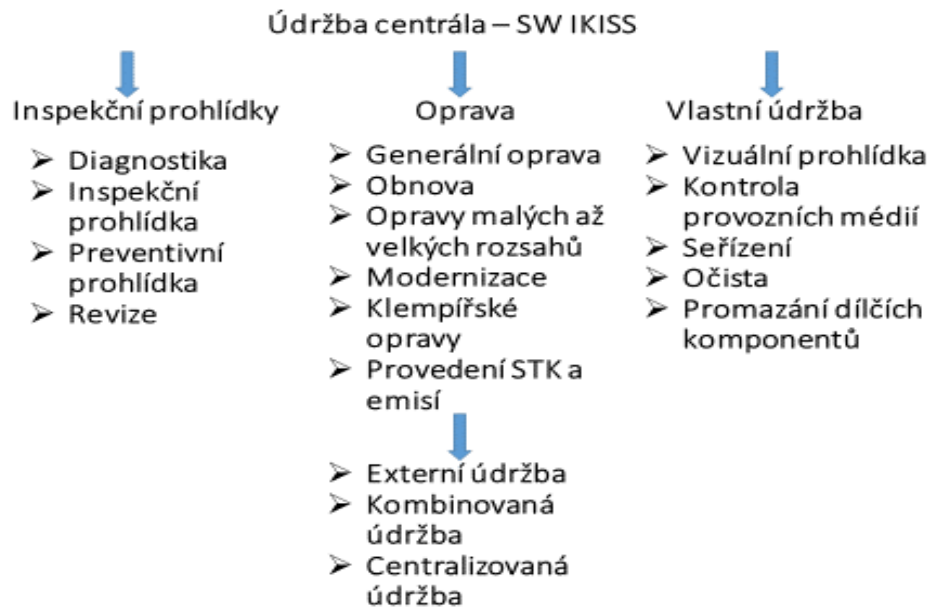 Údržba centrála – SW IKISS
Inspekční prohlídky
➢ Diagnostika
➢ Inspekční
prohlídka
➢ Preventivní
prohlídka
➢ Revize
Oprava
➢ Generální oprava
➢ Obnova
➢ Opravy malých až
velkých rozsahů
➢ Modernizace
➢ Klempířské
opravy
➢ Provedení STK a
emisí
➢ Externí údržba
➢ Kombinovaná
údržba
➢ Centralizovaná
údržba
Vlastní údržba
➢ Vizuální prohlídka
➢ Kontrola
provozních médií
➢ Seřízení
➢ Očista
➢ Promazání dílčích
komponentů